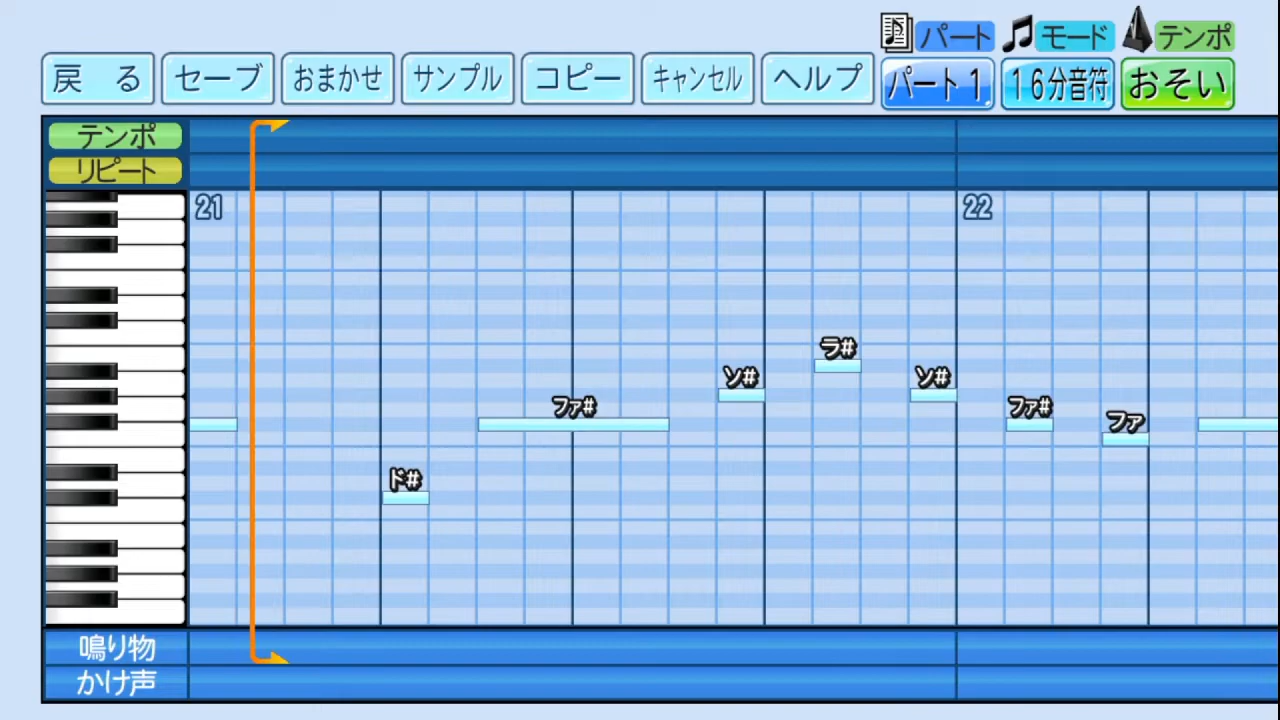 パート モード テンポ
戻る セーブ おまかせ サンプル コピー キャンセル ヘルプ パート1 16分音符 おそい
テンポ
リピート
21 22
ラ#
ソ# ソ#
ファ# ファ#
ファ
ド#
鳴り物
かけ声